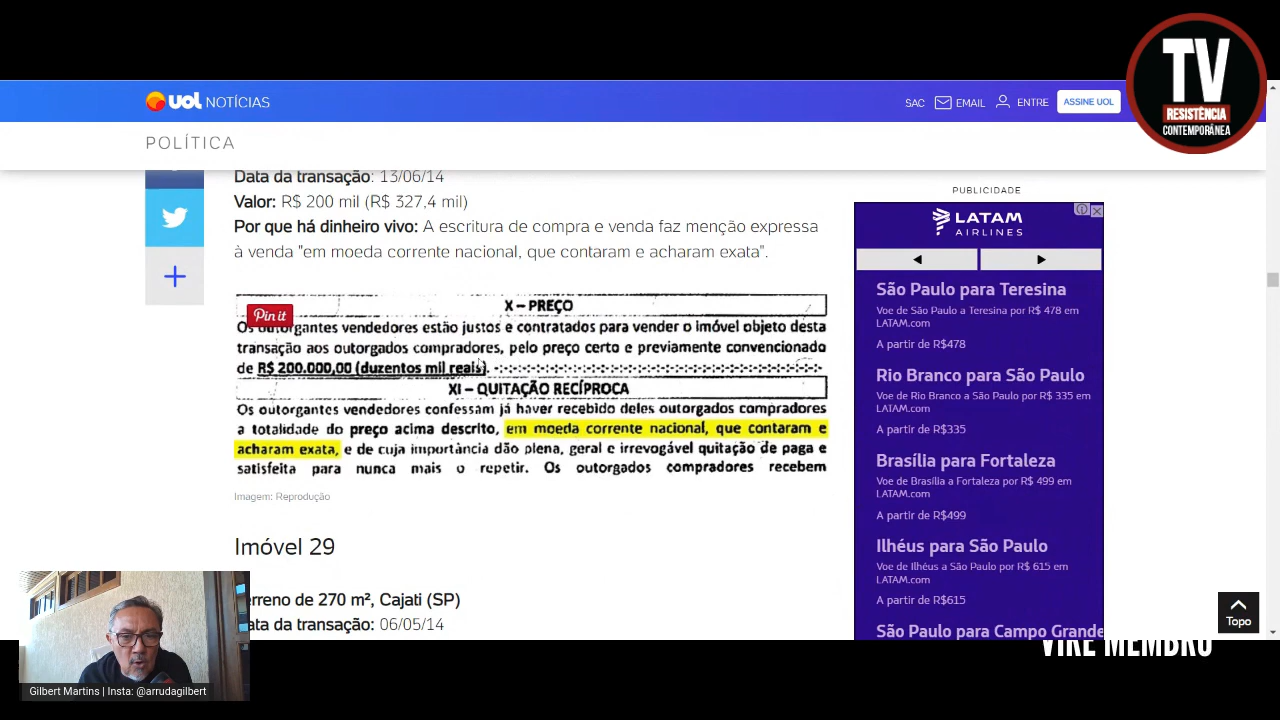 TV
RESISTÊNCIA
CONTEMPORÂNEA
uol NOTÍCIAS
SAC EMAIL ENTRE ASSINE UOL
POLÍTICA
Data da transação: 13/06/14
Valor: R$ 200 mil (R$ 327,4 mil)
Por que há dinheiro vivo: A escritura de compra e venda faz menção expressa
à venda "em moeda corrente nacional, que contaram e acharam exata".
X – PREÇO
Pin it
Os outorgantes vendedores estão justos e contratados para vender o imóvel objeto desta
transação aos outorgados compradores, pelo preço certo e previamente convencionado
de R$ 200.000,00 (duzentos mil reais).
XI – QUITAÇÃO RECÍPROCA
Os outorgantes vendedores confessam já haver recebido deles outorgados compradores
a totalidade do preço acima descrito, em moeda corrente nacional, que contaram e
acharam exata, e de cuja importância dão plena, geral e irrevogável quitação de paga e
satisfeita para nunca mais o repetir. Os outorgados compradores recebem
Imagem: Reprodução
Imóvel 29
erreno de 270 m², Cajati (SP)
ata da transação: 06/05/14
PUBLICIDADE
LATAM
AIRLINES
São Paulo para Teresina
Voe de São Paulo a Teresina por R$ 478 em
LATAM.com
A partir de R$478
Rio Branco para São Paulo
Voe de Rio Branco a São Paulo por R$ 335 em
LATAM.com
A partir de R$335
Brasília para Fortaleza
Voe de Brasília a Fortaleza por R$ 499 em
LATAM.com
A partir de R$499
Ilhéus para São Paulo
Voe de Ilhéus a São Paulo por R$ 615 em
LATAM.com
A partir de R$615
São Paulo para Campo Grande
Topo
VIRE MEMBRO
Gilbert Martins | Insta: @arrudagilbert